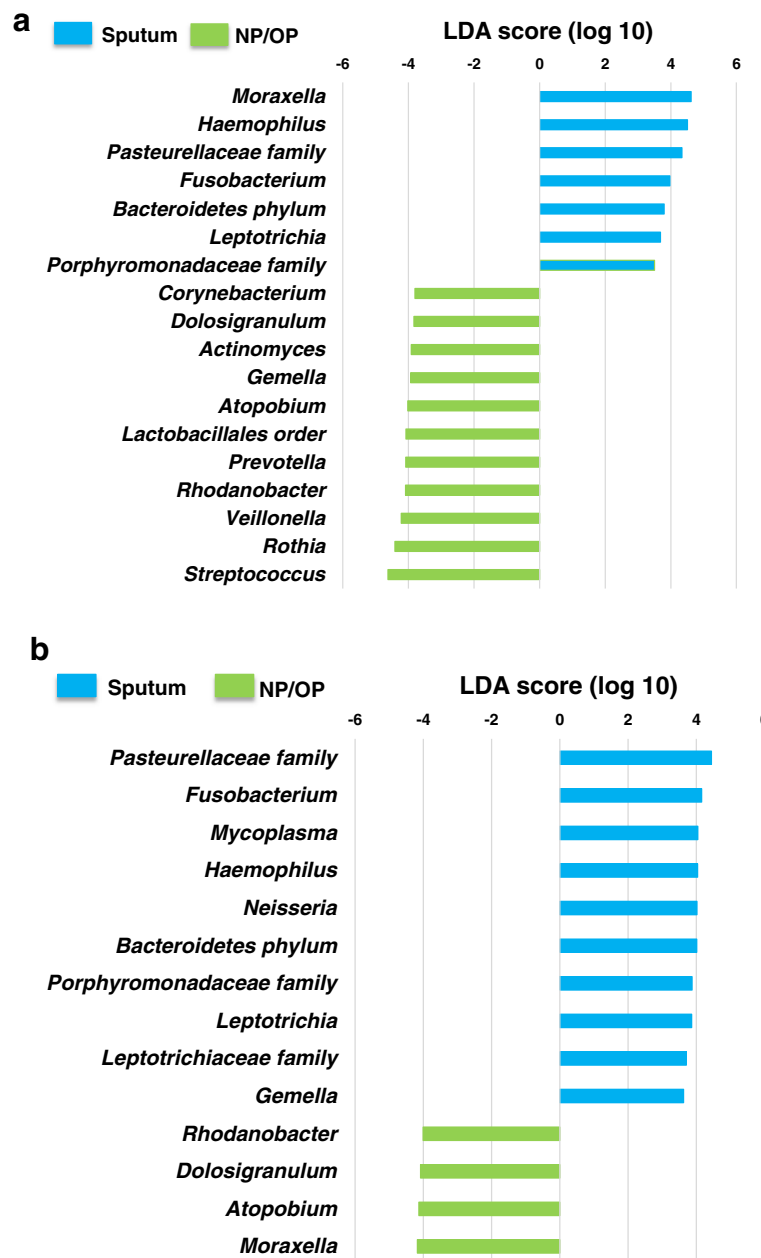 a
Sputum NP/OP LDA score (log 10)
-6 -4 -2 0 2 4 6
Moraxella
Haemophilus
Pasteurellaceae family
Fusobacterium
Bacteroidetes phylum
Leptotrichia
Porphyromonadaceae family
Corynebacterium
Dolosigranulum
Actinomyces
Gemella
Atopobium
Lactobacillales order
Prevotella
Rhodanobacter
Veillonella
Rothia
Streptococcus
b
Sputum NP/OP LDA score (log 10)
-6 -4 -2 0 2 4
Pasteurellaceae family
Fusobacterium
Mycoplasma
Haemophilus
Neisseria
Bacteroidetes phylum
Porphyromonadaceae family
Leptotrichia
Leptotrichiaceae family
Gemella
Rhodanobacter
Dolosigranulum
Atopobium
Moraxella